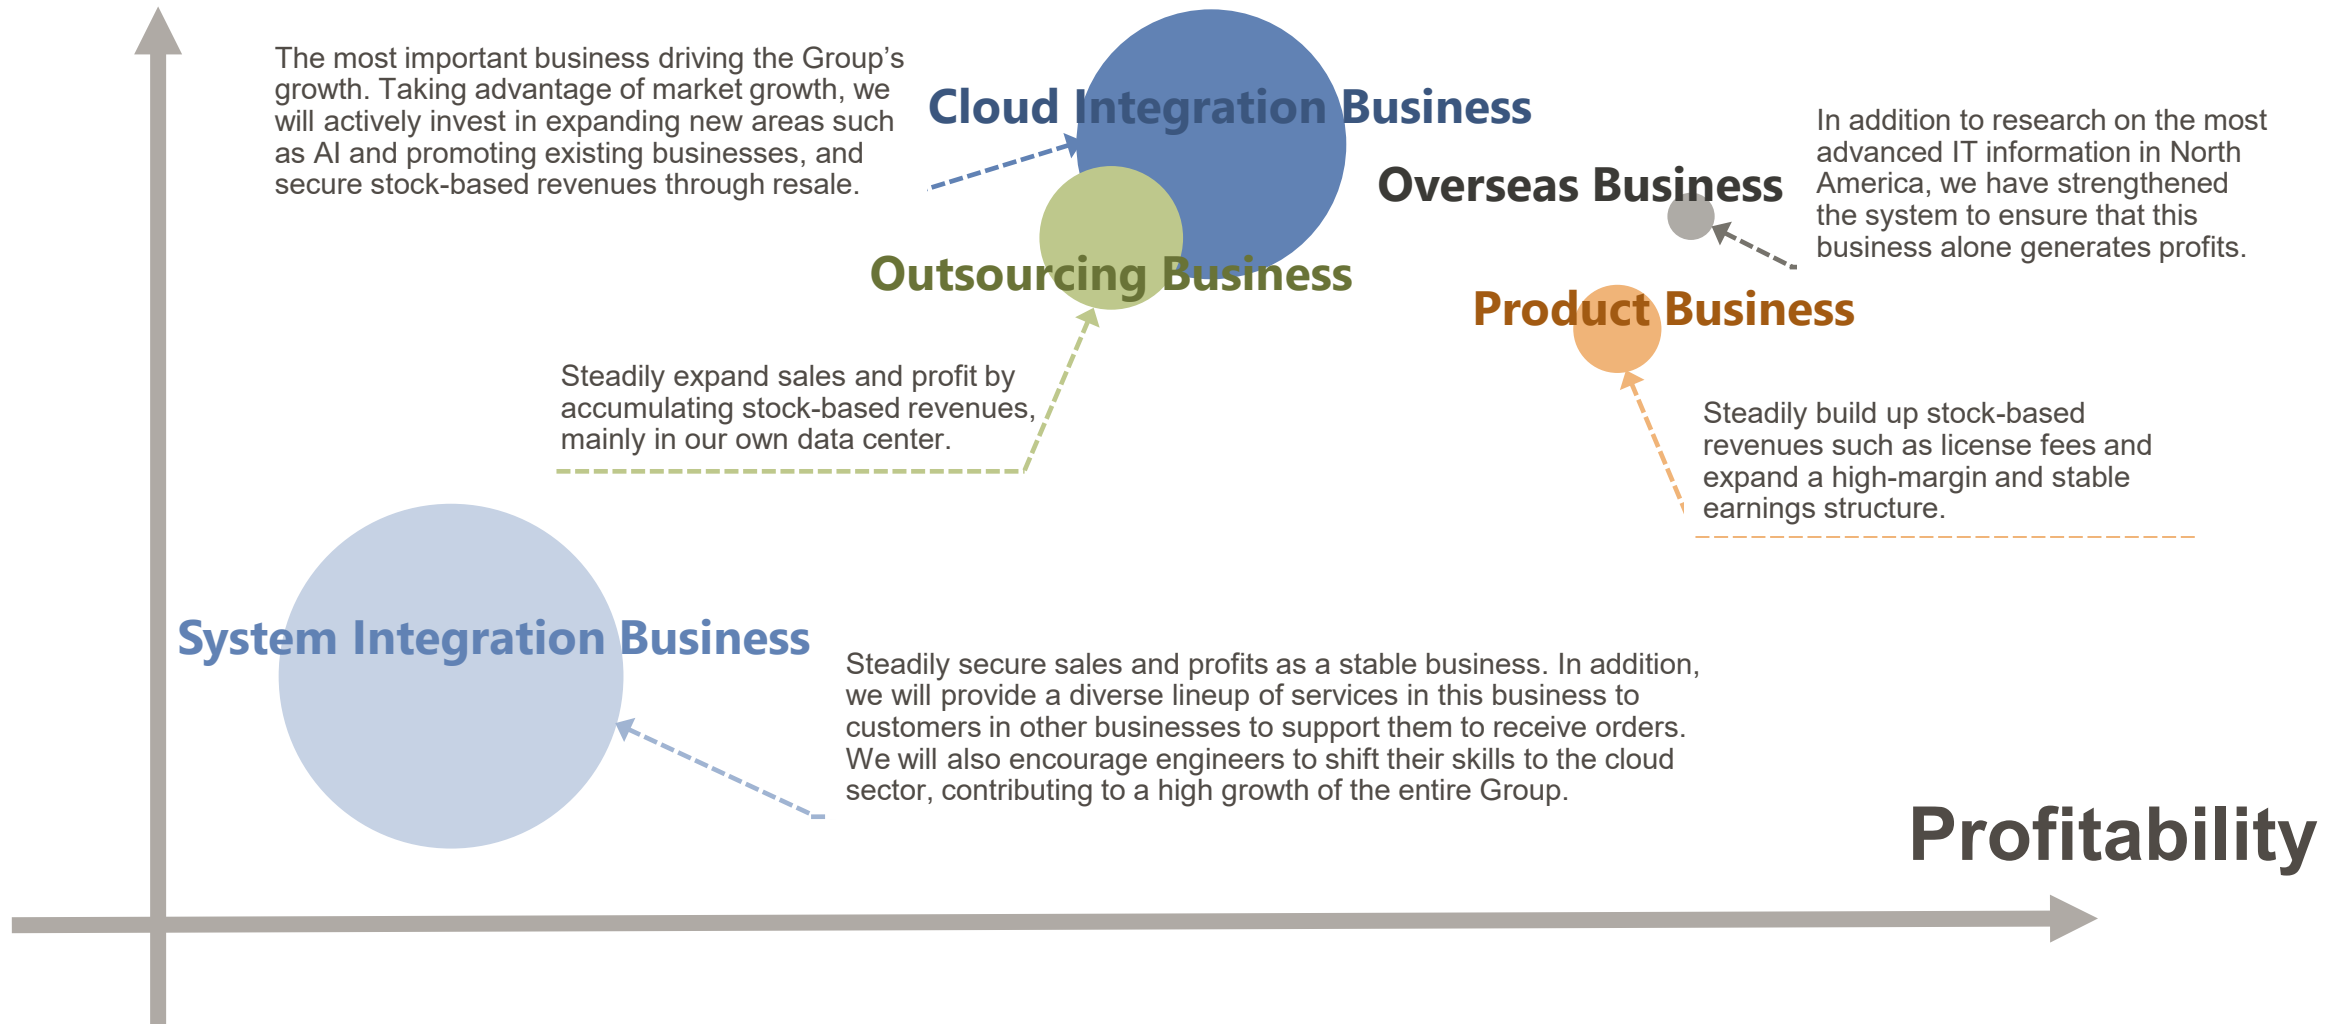 The most important business driving the Group’s
growth. Taking advantage of market growth, we
will actively invest in expanding new areas such
as AI and promoting existing businesses, and
secure stock-based revenues through resale.
Cloud Integration Business
Overseas Business
In addition to research on the most
advanced IT information in North
America, we have strengthened
the system to ensure that this
business alone generates profits.
Outsourcing Business
Product Business
Steadily expand sales and profit by
accumulating stock-based revenues,
mainly in our own data center.
Steadily build up stock-based
revenues such as license fees and
expand a high-margin and stable
earnings structure.
System Integration Business
Steadily secure sales and profits as a stable business. In addition,
we will provide a diverse lineup of services in this business to
customers in other businesses to support them to receive orders.
We will also encourage engineers to shift their skills to the cloud
sector, contributing to a high growth of the entire Group.
Profitability